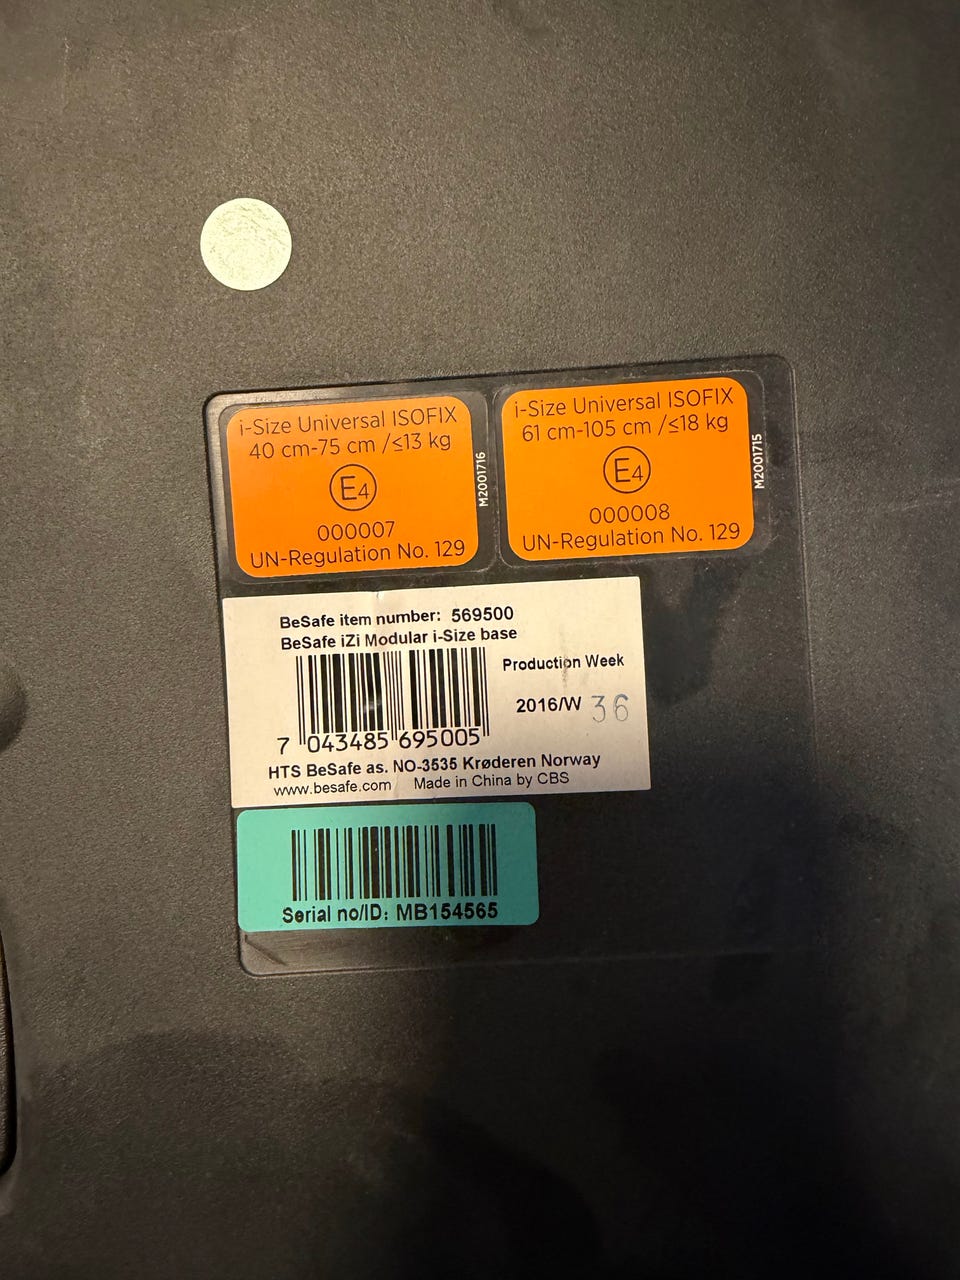 i-Size Universal ISOFIX
40 cm-75 cm /≤13 kg
E4
000007
UN-Regulation No. 129
M2001716
i-Size Universal ISOFIX
61 cm-105 cm /≤18 kg
E4
000008
UN-Regulation No. 129
M2001715
BeSafe item number: 569500
BeSafe iZi Modular i-Size base
Production Week
2016/W 36
7 043485 695005
HTS BeSafe as. NO-3535 Krøderen Norway
www.besafe.com Made in China by CBS
Serial no/ID: MB154565